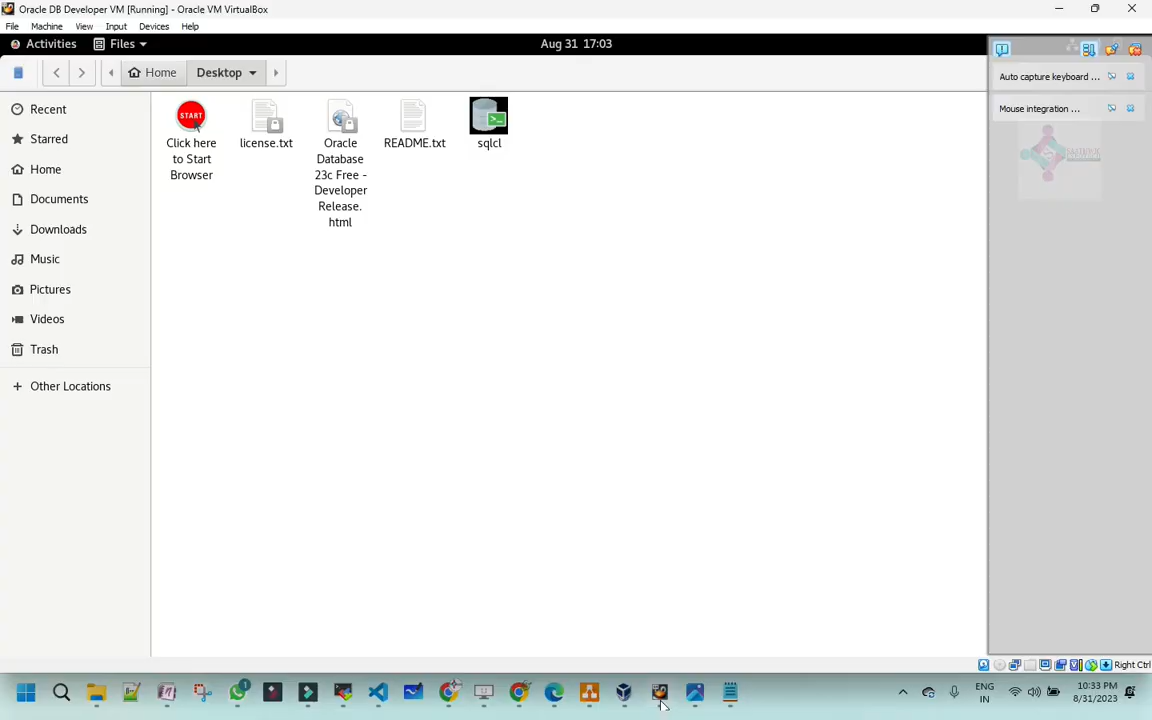 Oracle DB Developer VM [Running] - Oracle VM VirtualBox
File Machine View Input Devices Help
Activities Files Aug 31 17:03
Home Desktop
Auto capture keyboard ...
Mouse integration ...
Recent
Starred
Home
Documents
Downloads
Music
Pictures
Videos
Trash
+ Other Locations
START
Click here
to Start
Browser
license.txt
Oracle
Database
23c Free -
Developer
Release.
html
README.txt
sqlcl
Right Ctrl
1
ENG
IN
10:33 PM
8/31/2023